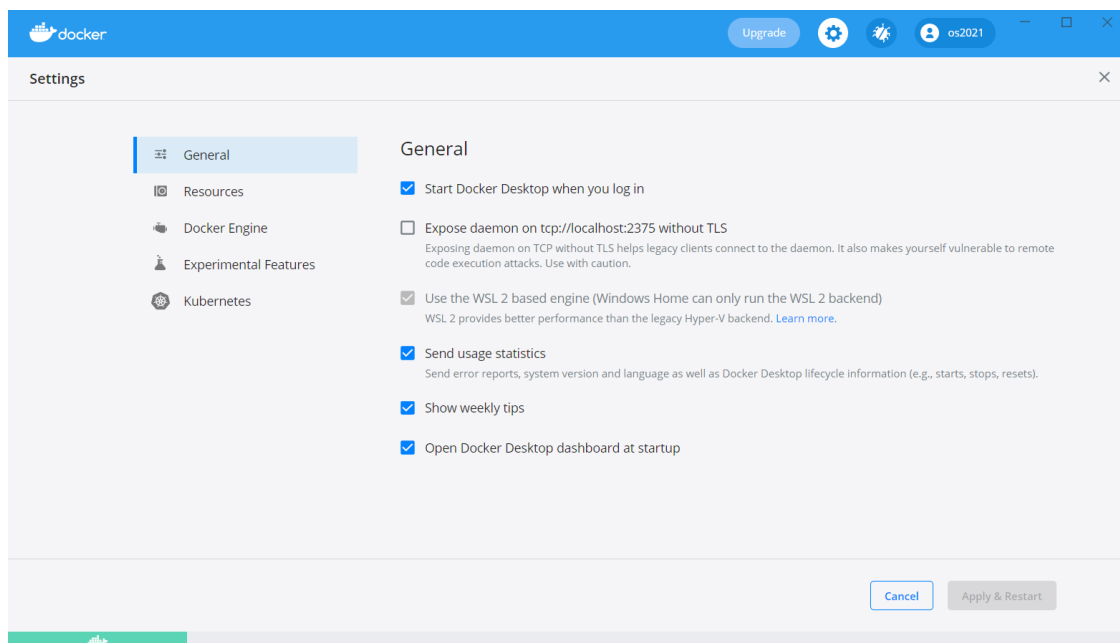 docker
Upgrade
os2021
Settings
General
Resources
Docker Engine
Experimental Features
Kubernetes
General
Start Docker Desktop when you log in
Expose daemon on tcp://localhost:2375 without TLS
Exposing daemon on TCP without TLS helps legacy clients connect to the daemon. It also makes yourself vulnerable to remote
code execution attacks. Use with caution.
Use the WSL 2 based engine (Windows Home can only run the WSL 2 backend)
WSL 2 provides better performance than the legacy Hyper-V backend. Learn more.
Send usage statistics
Send error reports, system version and language as well as Docker Desktop lifecycle information (e.g., starts, stops, resets).
Show weekly tips
Open Docker Desktop dashboard at startup
Cancel
Apply & Restart